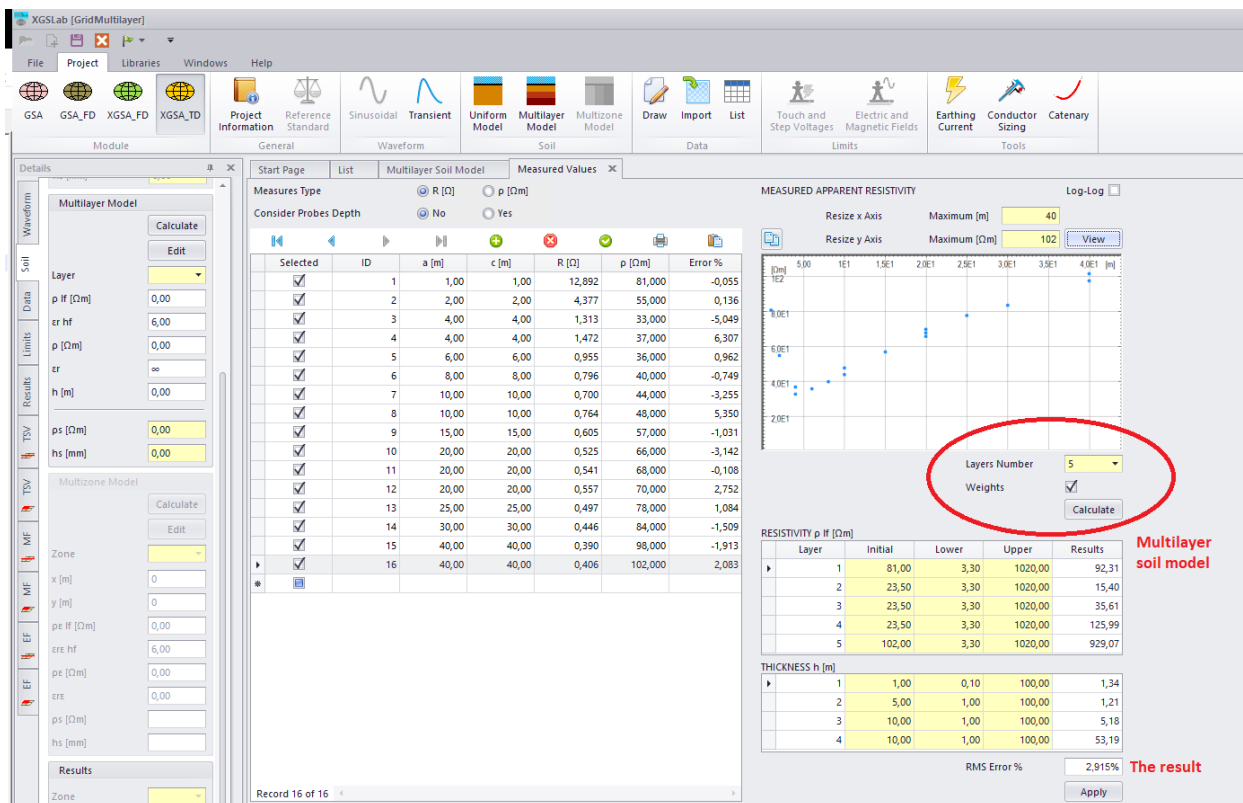 XGSLab [GridMultilayer]
File Project Libraries Windows Help
GSA GSA_FD XGSA_FD XGSA_TD Project Information Reference Standard Sinusoidal Transient Uniform Model Multilayer Model Multizone Model Draw Import List Touch and Step Voltages Electric and Magnetic Fields Earthing Current Conductor Sizing Catenary
Module General Waveform Soil Data Limits Tools
Details
Waveform
Soil
Data
Limits
Results
TSV
TSV
MF
MF
EF
EF
Multilayer Model
Calculate
Edit
Layer
ρ lf [Ωm] 0,00
εr hf 6,00
ρ [Ωm] 0,00
εr ∞
h [m] 0,00
ρs [Ωm] 0,00
hs [mm] 0,00
Multizone Model
Calculate
Edit
Zone
x [m] 0
y [m] 0
ρε lf [Ωm] 0,00
εrε hf 6,00
ρε [Ωm] 0,00
εrε 0,00
ρs [Ωm]
hs [mm]
Results
Zone
Start Page List Multilayer Soil Model Measured Values
Measures Type R [Ω] ρ [Ωm]
Consider Probes Depth No Yes
Selected ID a [m] c [m] R [Ω] ρ [Ωm] Error %
1 1,00 1,00 12,892 81,000 -0,055
2 2,00 2,00 4,377 55,000 0,136
3 4,00 4,00 1,313 33,000 -5,049
4 4,00 4,00 1,472 37,000 6,307
5 6,00 6,00 0,955 36,000 0,962
6 8,00 8,00 0,796 40,000 -0,749
7 10,00 10,00 0,700 44,000 -3,255
8 10,00 10,00 0,764 48,000 5,350
9 15,00 15,00 0,605 57,000 -1,031
10 20,00 20,00 0,525 66,000 -3,142
11 20,00 20,00 0,541 68,000 -0,108
12 20,00 20,00 0,557 70,000 2,752
13 25,00 25,00 0,497 78,000 1,084
14 30,00 30,00 0,446 84,000 -1,509
15 40,00 40,00 0,390 98,000 -1,913
16 40,00 40,00 0,406 102,000 2,083
Record 16 of 16
MEASURED APPARENT RESISTIVITY Log-Log
Resize x Axis Maximum [m] 40
Resize y Axis Maximum [Ωm] 102 View
[Ωm] 5,00 1E1 1,5E1 2,0E1 2,5E1 3,0E1 3,5E1 4,0E1 [m]
1E2
8,0E1
6,0E1
4,0E1
2,0E1
Layers Number 5
Weights
Calculate
Multilayer
soil model
RESISTIVITY ρ lf [Ωm]
Layer Initial Lower Upper Results
1 81,00 3,30 1020,00 92,31
2 23,50 3,30 1020,00 15,40
3 23,50 3,30 1020,00 35,61
4 23,50 3,30 1020,00 125,99
5 102,00 3,30 1020,00 929,07
THICKNESS h [m]
1 1,00 0,10 100,00 1,34
2 5,00 1,00 100,00 1,21
3 10,00 1,00 100,00 5,18
4 10,00 1,00 100,00 53,19
RMS Error % 2,915% The result
Apply